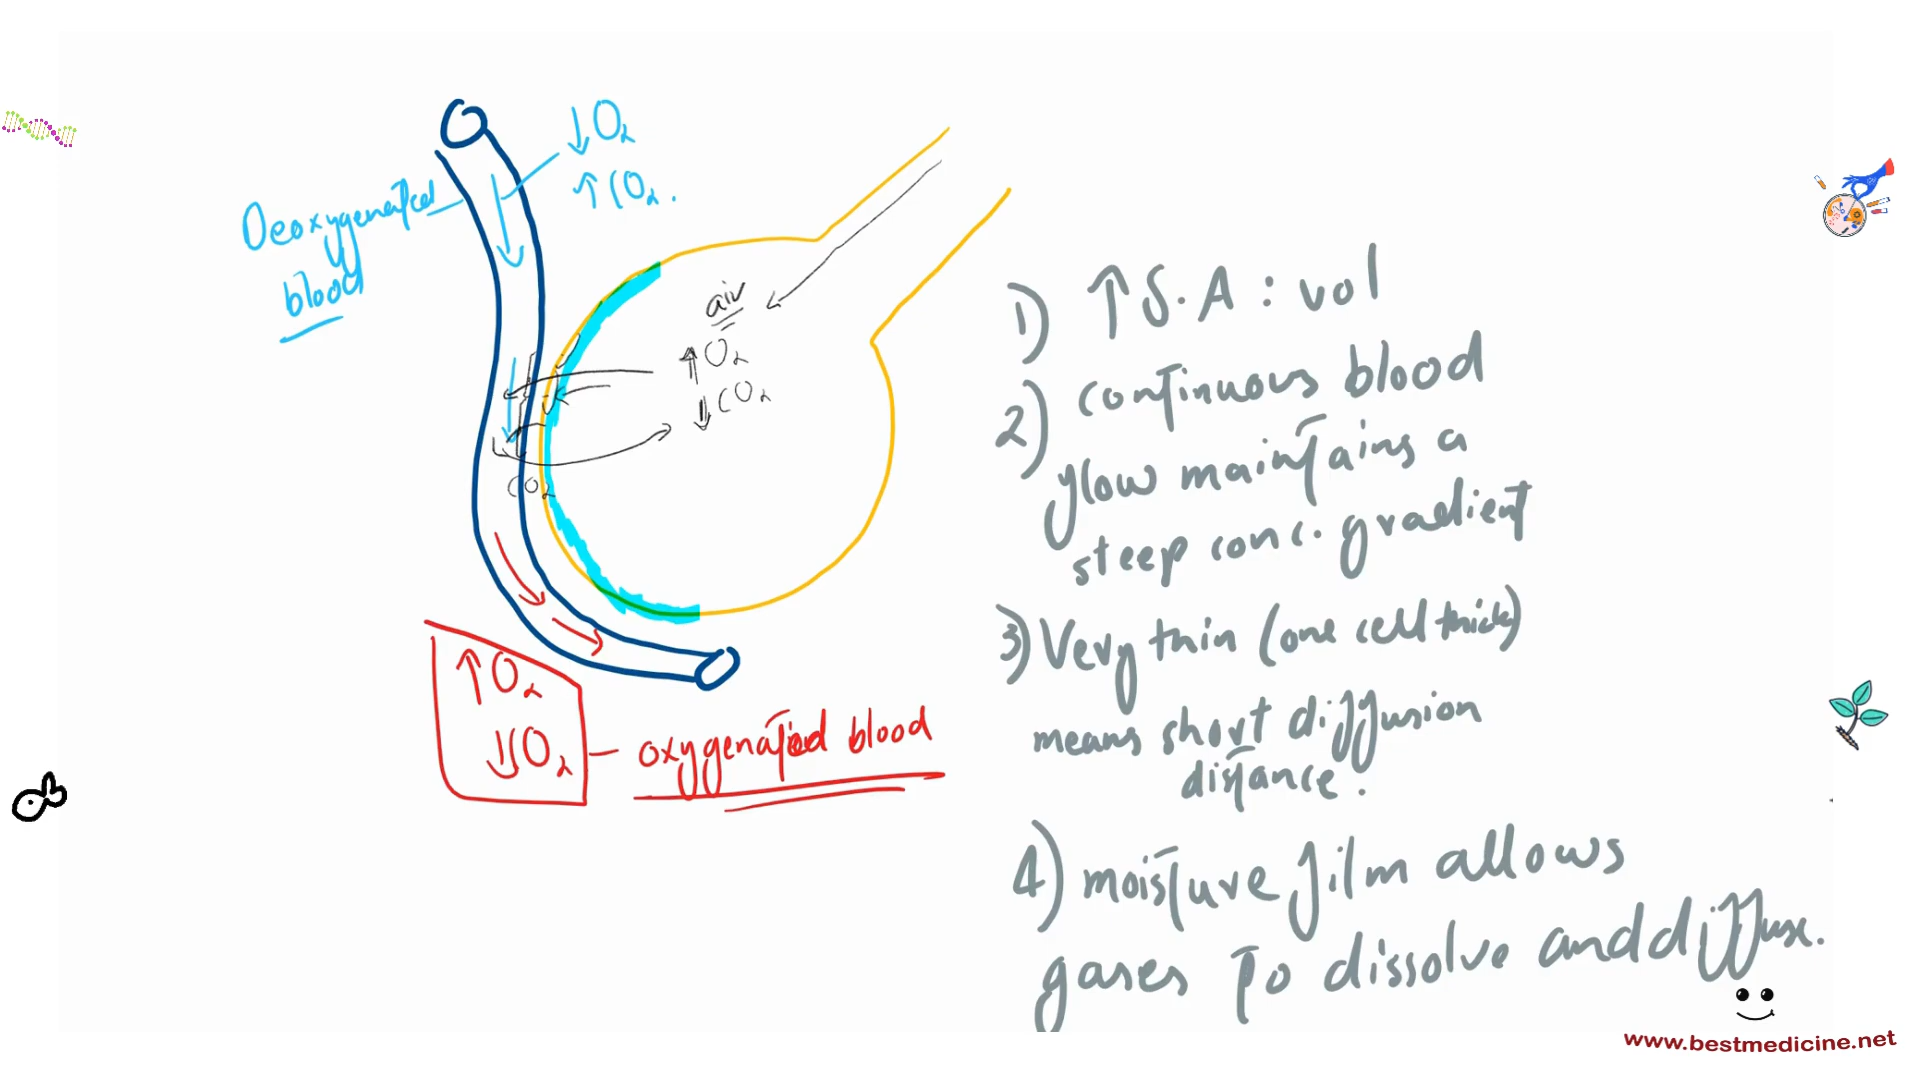 ↓O₂
↑CO₂.
Deoxygenated
blood
air
↑O₂
↓CO₂
CO₂
↑O₂
↓CO₂
oxygenated blood
1) ↑S.A : vol
2) continuous blood
flow maintains a
steep conc. gradient
3) Very thin (one cell thick)
means short diffusion
distance.
4) moisture film allows
gases to dissolve and diffuse.
www.bestmedicine.net